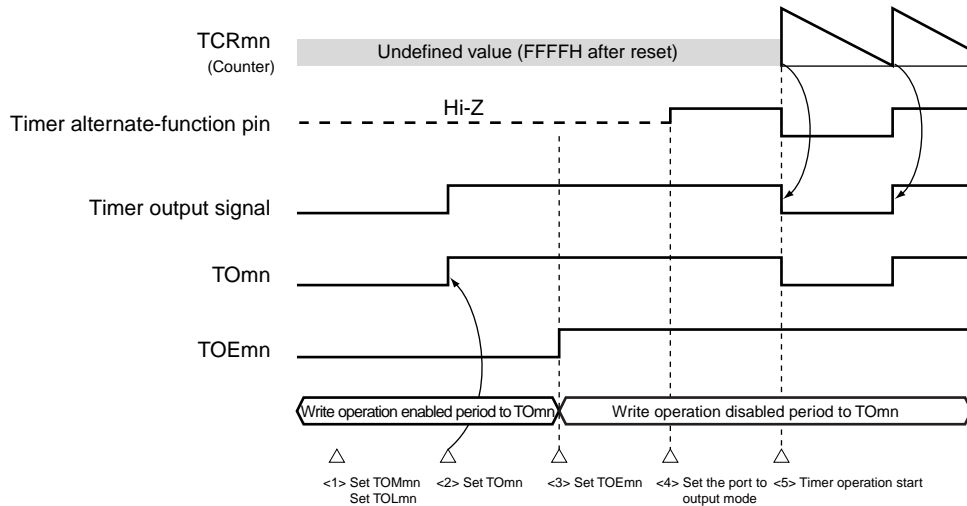 TCRmn
(Counter)
Undefined value (FFFFH after reset)
Hi-Z
Timer alternate-function pin
Timer output signal
TOmn
TOEmn
Write operation enabled period to TOmn
Write operation disabled period to TOmn
<1> Set TOMmn
Set TOLmn
<2> Set TOmn
<3> Set TOEmn
<4> Set the port to
output mode
<5> Timer operation start